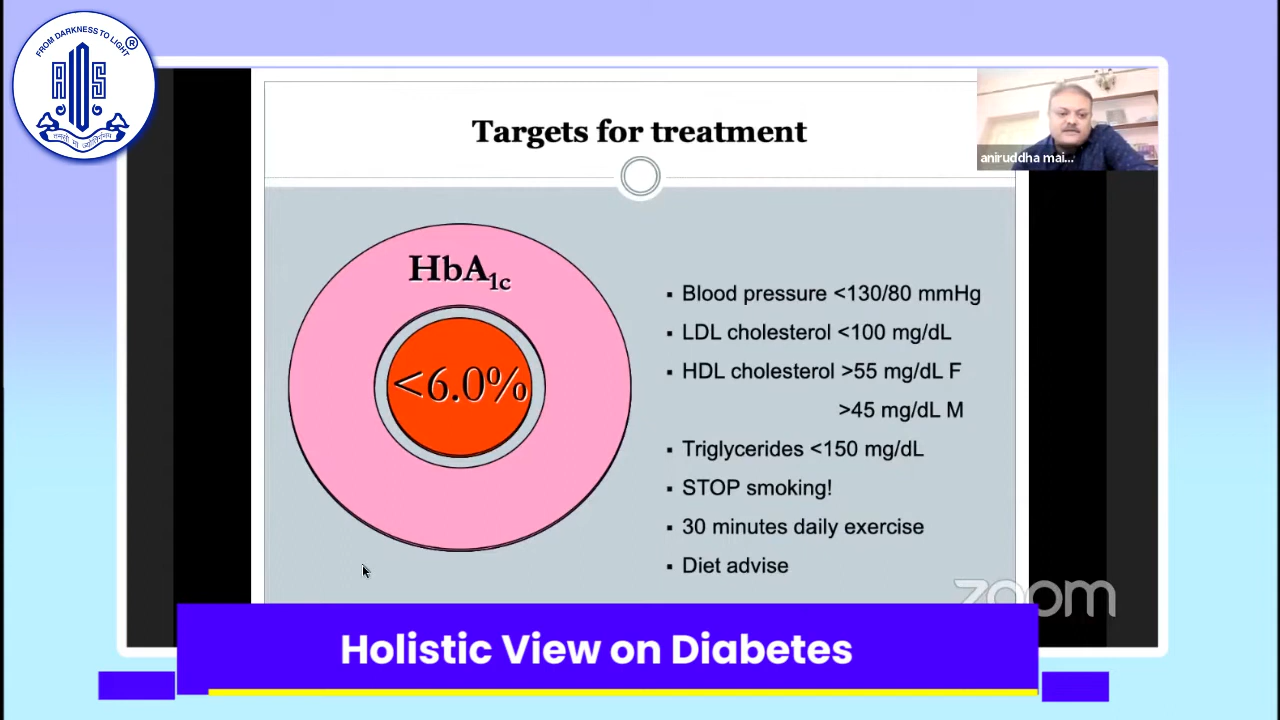 FROM DARKNESS TO LIGHT
®
AIIS
Targets for treatment
aniruddha mai...
HbA1c
<6.0%
▪ Blood pressure <130/80 mmHg
▪ LDL cholesterol <100 mg/dL
▪ HDL cholesterol >55 mg/dL F
>45 mg/dL M
▪ Triglycerides <150 mg/dL
▪ STOP smoking!
▪ 30 minutes daily exercise
▪ Diet advise
zoom
Holistic View on Diabetes